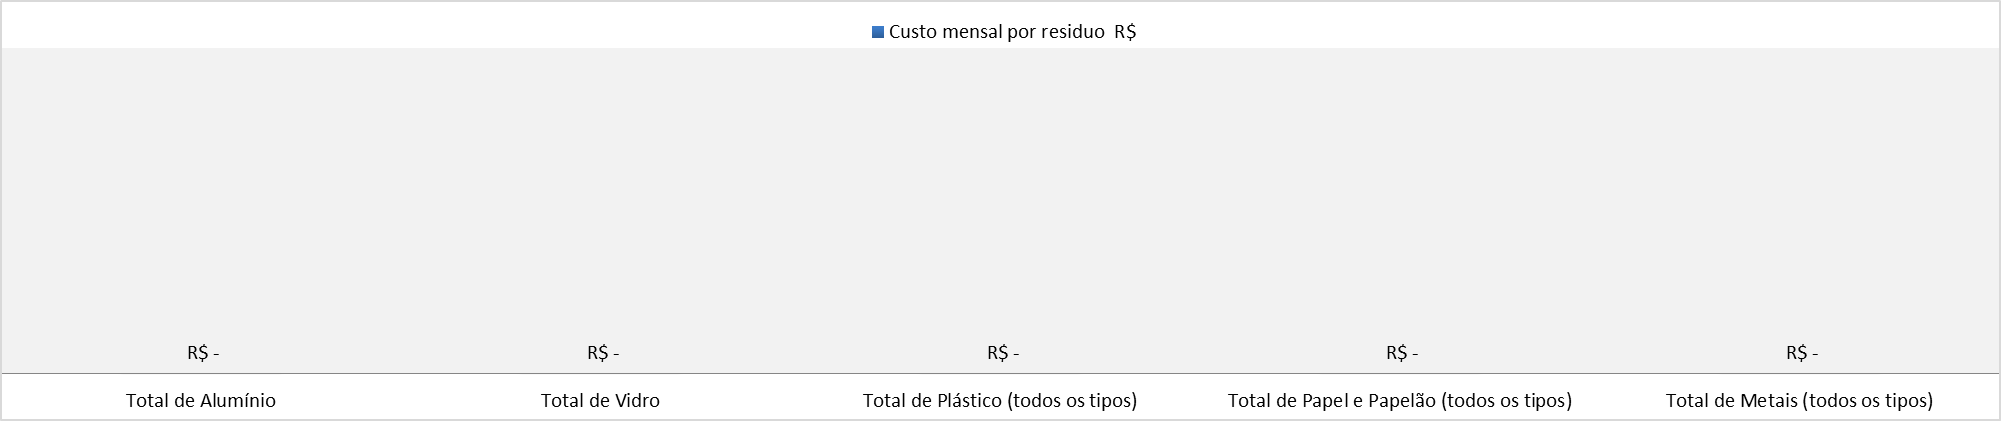 Custo mensal por residuo  R$
R$ -
R$ -
R$ -
R$ -
R$ -
Total de Alumínio
Total de Vidro
Total de Plástico (todos os tipos)
Total de Papel e Papelão (todos os tipos)
Total de Metais (todos os tipos)